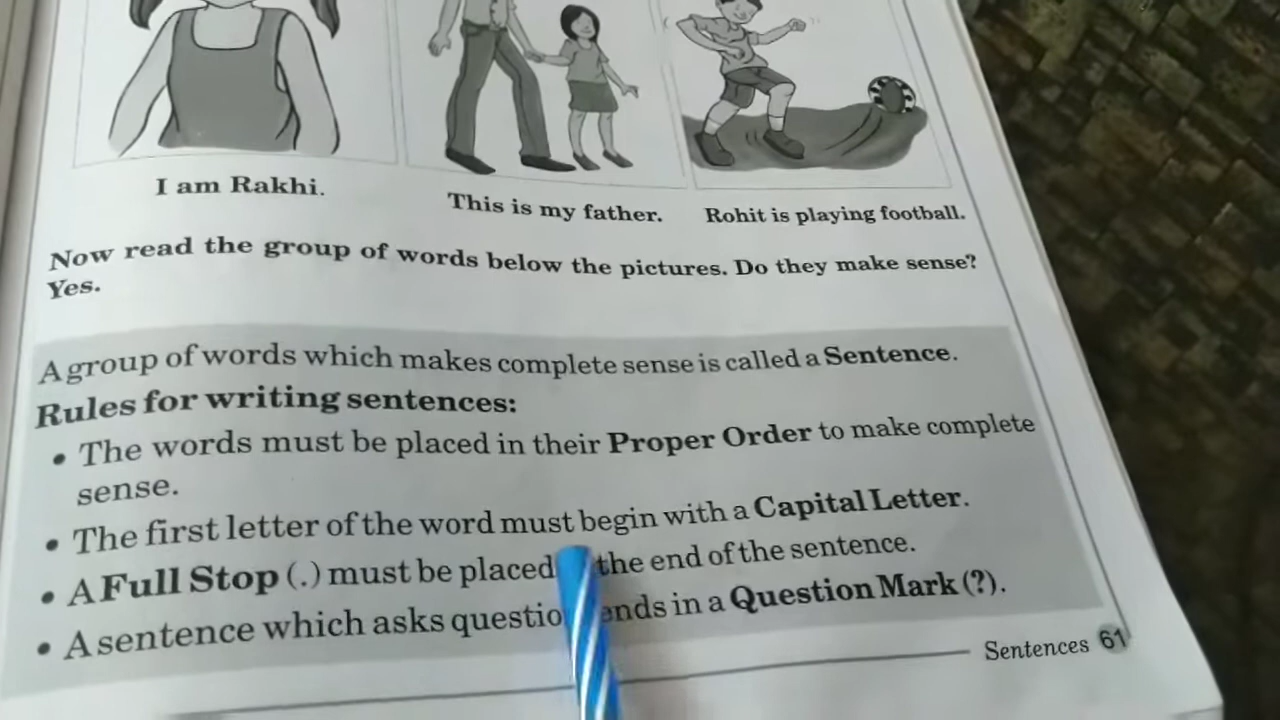 I am Rakhi.
This is my father.
Rohit is playing football.
Now read the group of words below the pictures. Do they make sense?
Yes.
A group of words which makes complete sense is called a Sentence.
Rules for writing sentences:
• The words must be placed in their Proper Order to make complete
sense.
• The first letter of the word must begin with a Capital Letter.
• A Full Stop (.) must be placed the end of the sentence.
• A sentence which asks questio ends in a Question Mark (?).
Sentences 61